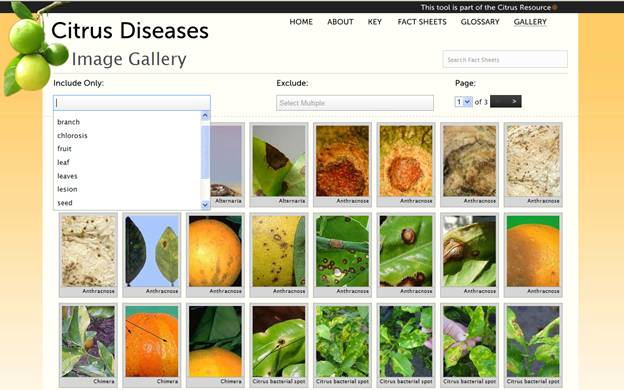 This tool is part of the Citrus Resource
HOME ABOUT KEY FACT SHEETS GLOSSARY GALLERY
Citrus Diseases
Image Gallery
Search Fact Sheets
Include Only: Exclude: Page:
Select Multiple 1 of 3 >
branch
chlorosis
fruit
leaf
leaves
lesion
seed
Alternaria Alternaria Anthracnose Anthracnose Anthracnose Anthracnose
Anthracnose Anthracnose Anthracnose Anthracnose Anthracnose Anthracnose Anthracnose Anthracnose
Chimera Chimera Chimera Citrus bacterial spot Citrus bacterial spot Citrus bacterial spot Citrus bacterial spot Citrus bacterial spot